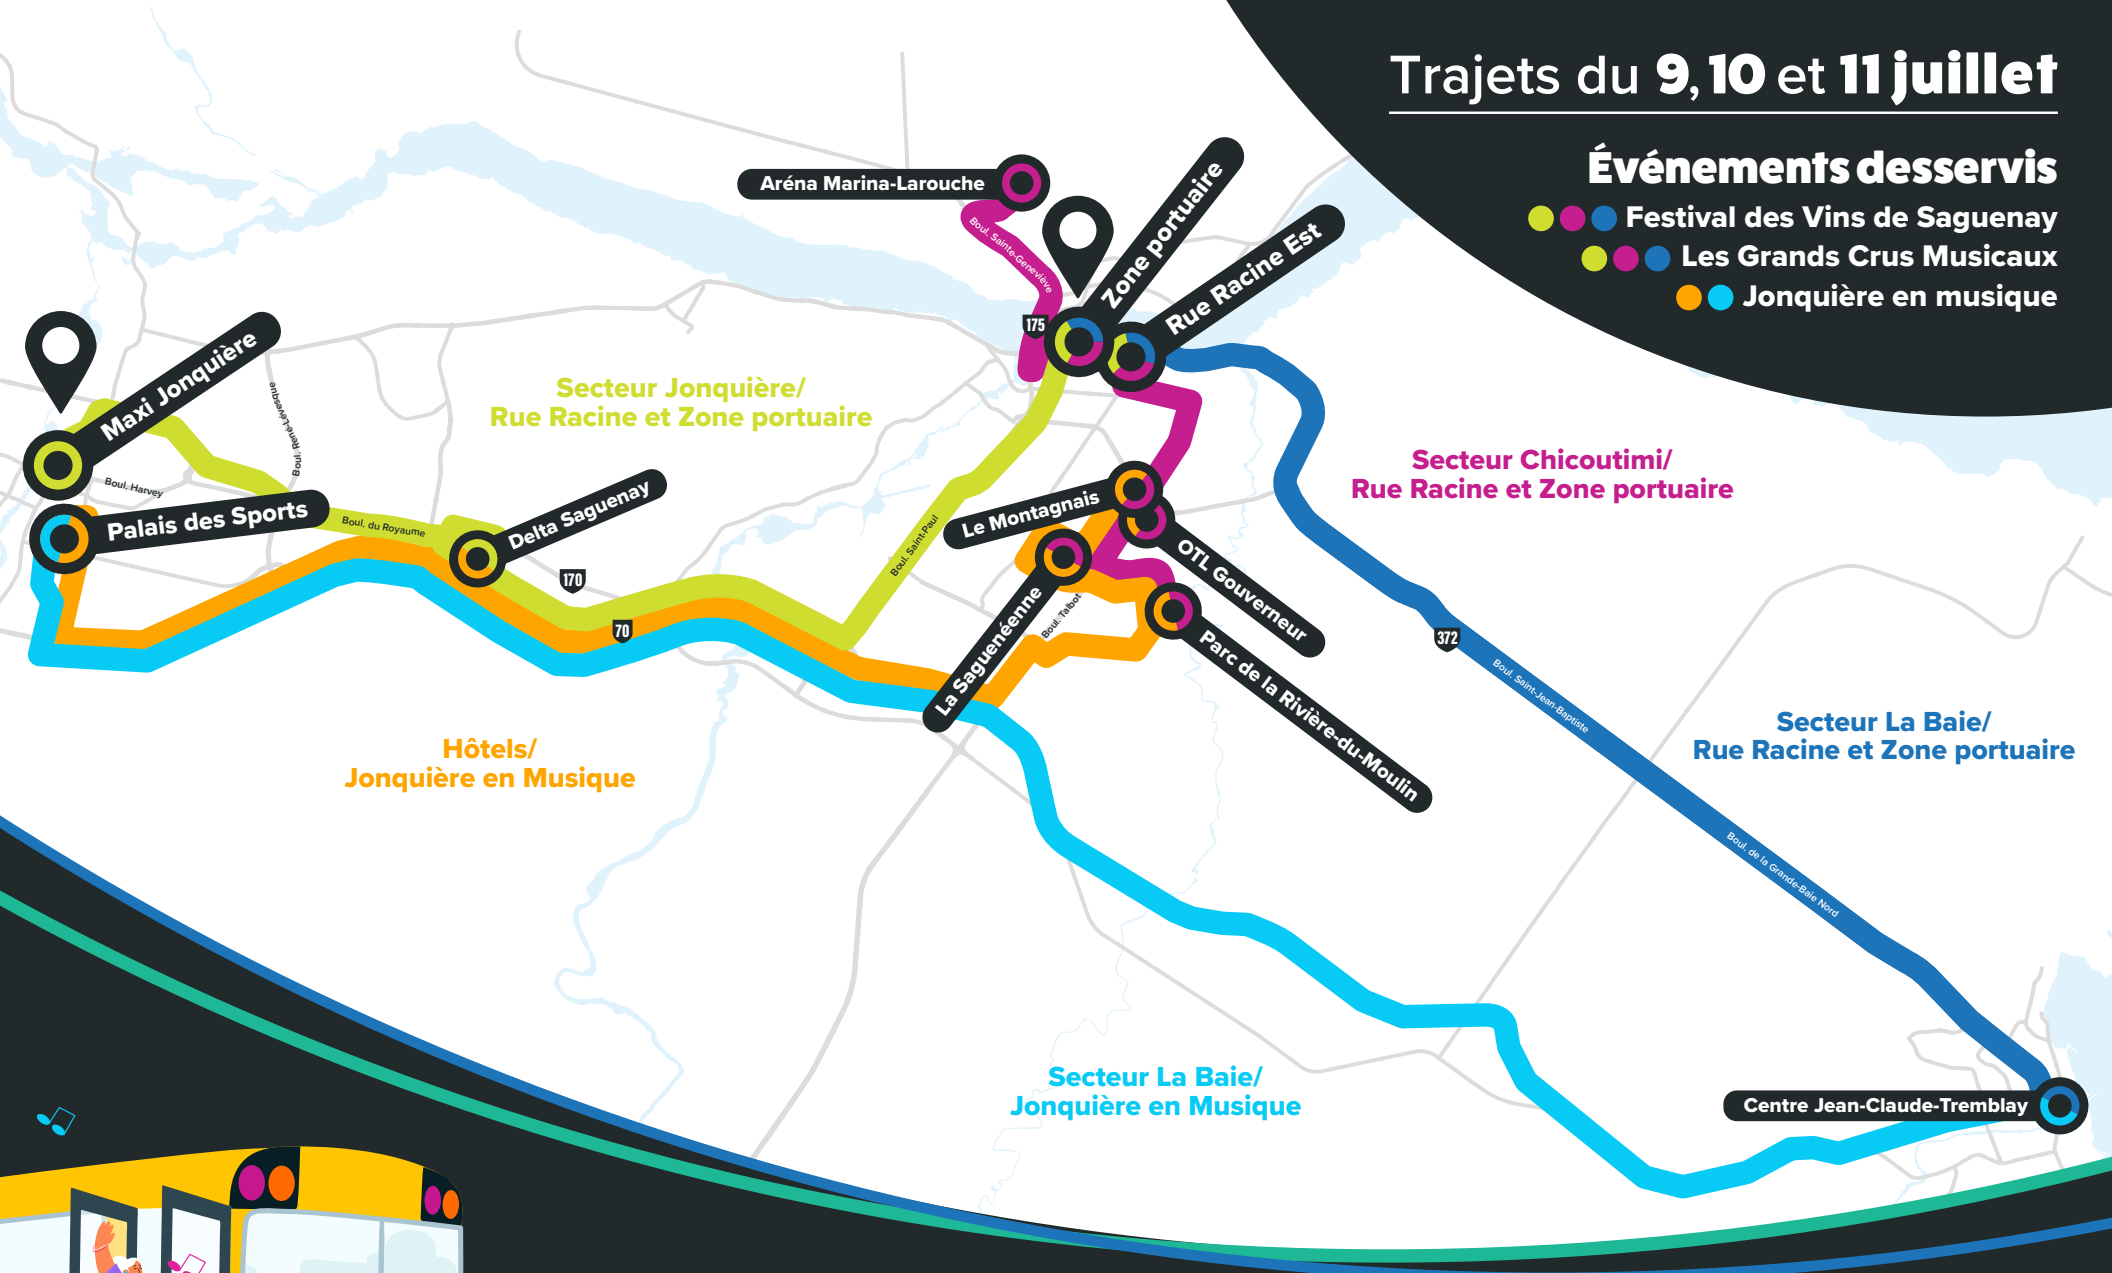 Trajets du 9, 10 et 11 juillet
Événements desservis
Festival des Vins de Saguenay
Les Grands Crus Musicaux
Jonquière en musique
Aréna Marina-Larouche
Boul. Sainte-Geneviève
Zone portuaire
Rue Racine Est
175
Maxi Jonquière
Boul. René-Lévesque
Boul. Harvey
Secteur Jonquière/
Rue Racine et Zone portuaire
Secteur Chicoutimi/
Rue Racine et Zone portuaire
Palais des Sports
Boul. du Royaume
Delta Saguenay
170
70
Boul. Saint-Paul
Le Montagnais
OTL Gouverneur
La Saguenéenne
Boul. Talbot
Parc de la Rivière-du-Moulin
372
Boul. Saint-Jean-Baptiste
Hôtels/
Jonquière en Musique
Secteur La Baie/
Rue Racine et Zone portuaire
Boul. de la Grande-Baie Nord
Secteur La Baie/
Jonquière en Musique
Centre Jean-Claude-Tremblay